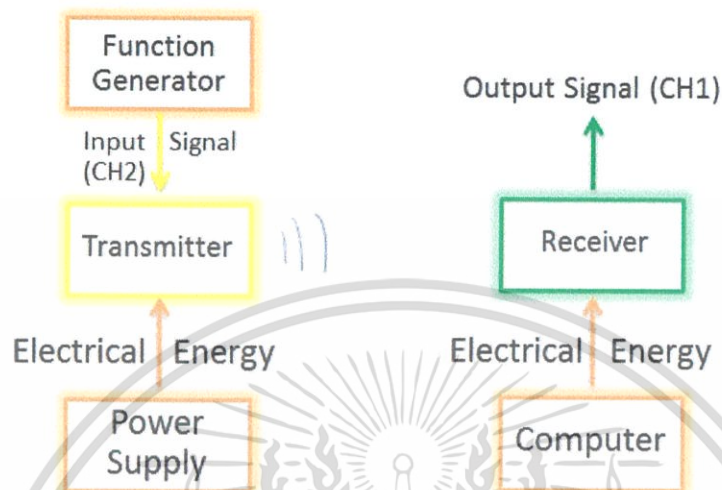 Function
Generator
Output Signal (CH1)
Input Signal
(CH2)
Transmitter
Receiver
Electrical Energy
Electrical Energy
Power
Supply
Computer